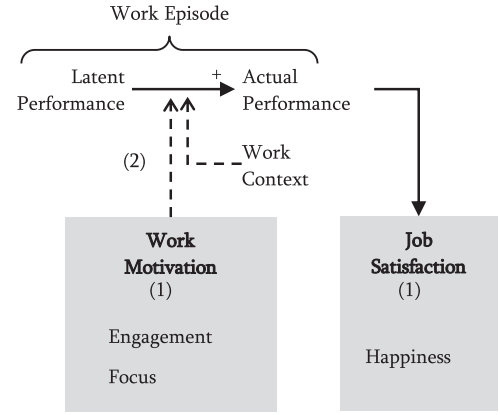 Work Episode
Latent
Performance
+
Actual
Performance
(2)
Work
Context
Work
Motivation
(1)
Engagement
Focus
Job
Satisfaction
(1)
Happiness